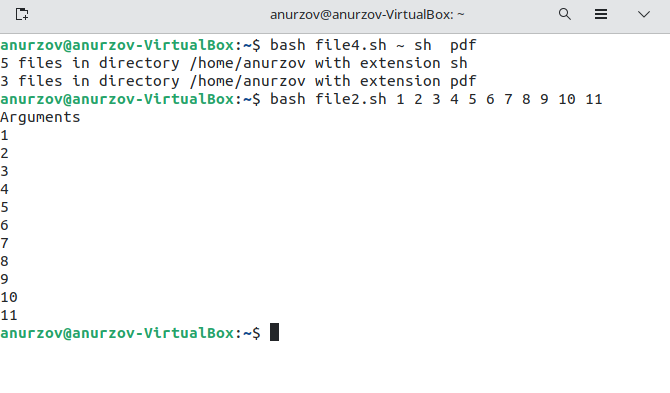 anurzov@anurzov-VirtualBox: ~
anurzov@anurzov-VirtualBox:~$ bash file4.sh ~ sh  pdf
5 files in directory /home/anurzov with extension sh
3 files in directory /home/anurzov with extension pdf
anurzov@anurzov-VirtualBox:~$ bash file2.sh 1 2 3 4 5 6 7 8 9 10 11
Arguments
1
2
3
4
5
6
7
8
9
10
11
anurzov@anurzov-VirtualBox:~$